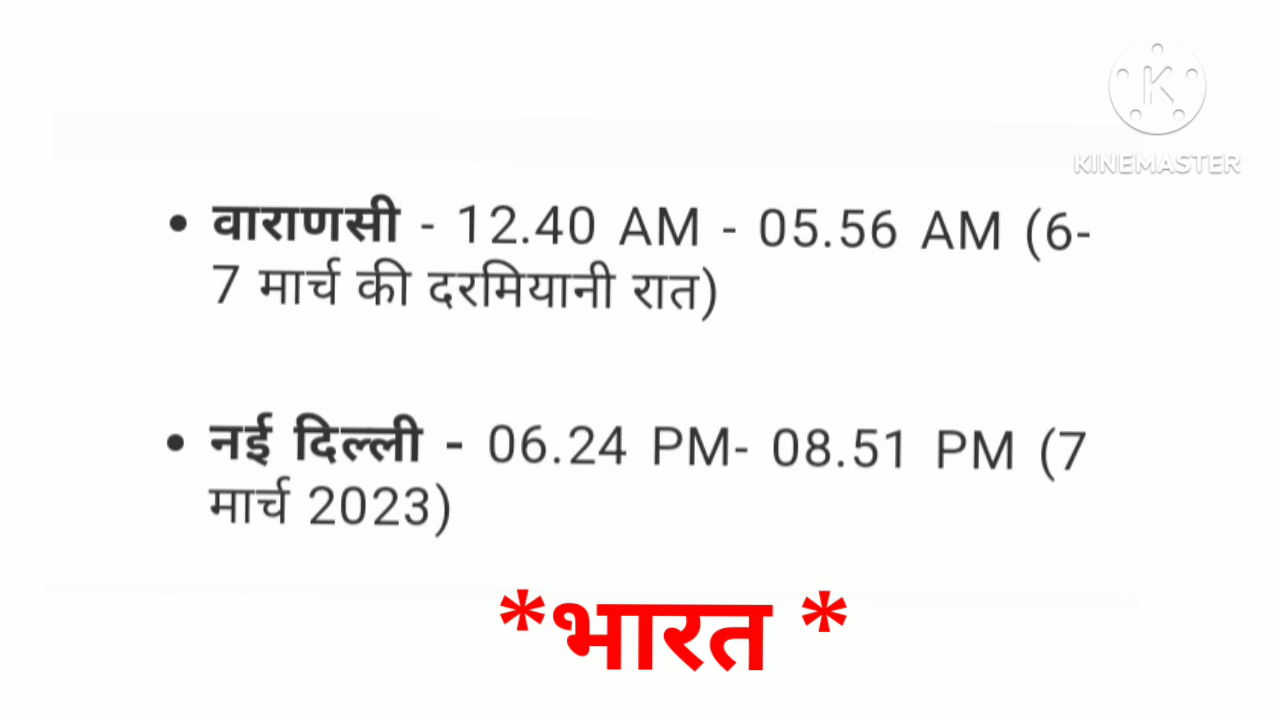 KINEMASTER
• वाराणसी - 12.40 AM - 05.56 AM (6-
7 मार्च की दरमियानी रात)
• नई दिल्ली - 06.24 PM- 08.51 PM (7
मार्च 2023)
*भारत *